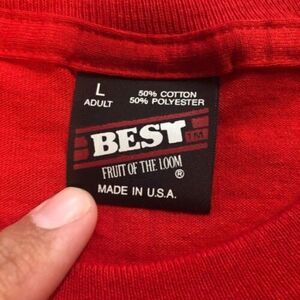 L 50% COTTON
ADULT 50% POLYESTER
BEST TM
FRUIT OF THE LOOM
®
MADE IN U.S.A.